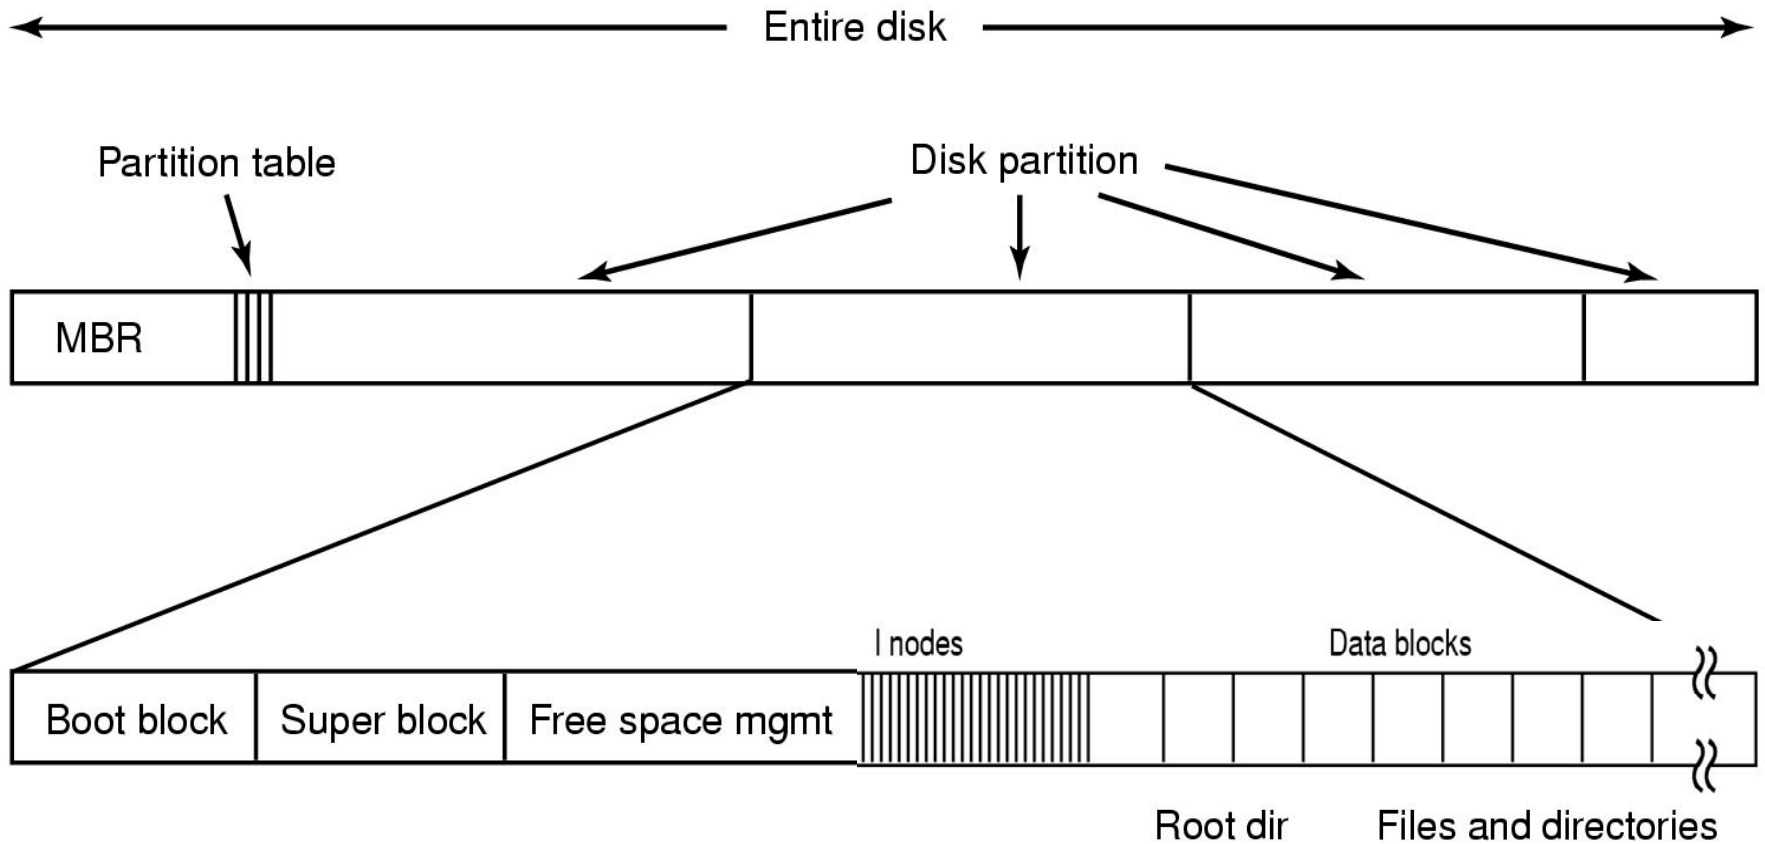 Entire disk
Partition table
Disk partition
MBR
I nodes
Data blocks
Boot block
Super block
Free space mgmt
Root dir
Files and directories